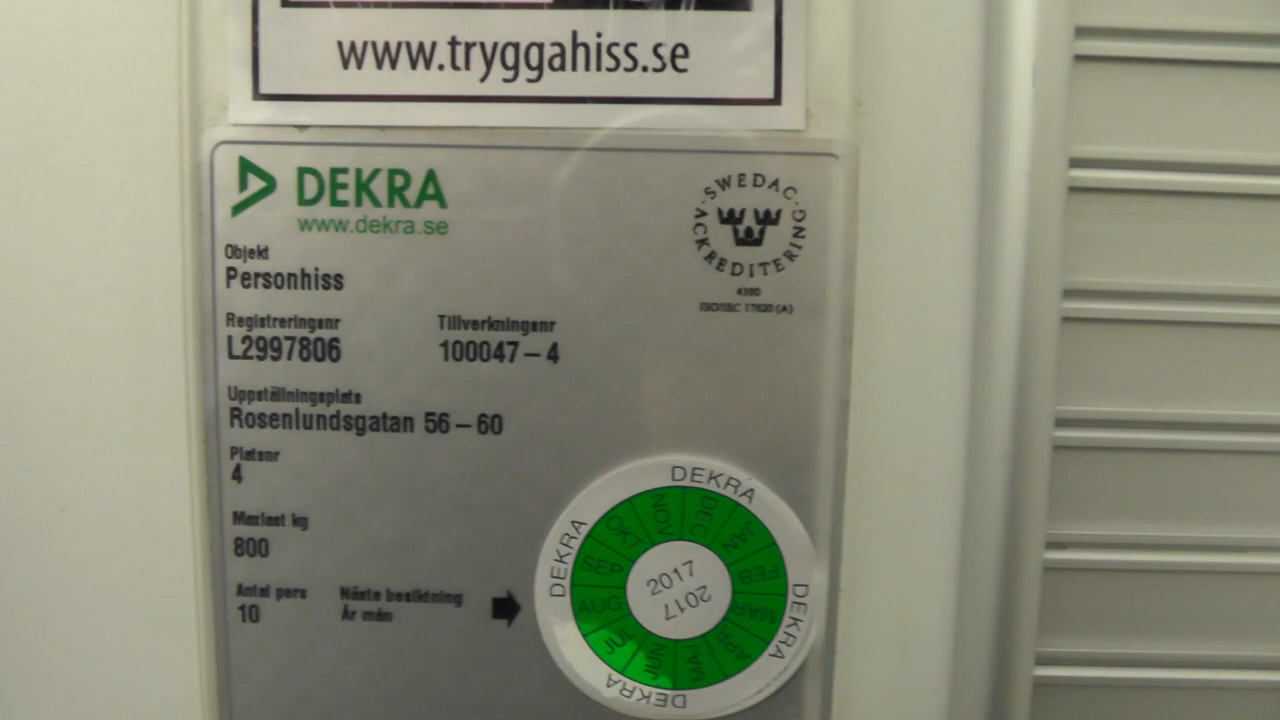 www.tryggahiss.se
DEKRA
www.dekra.se
SWEDAC
ACKREDITERING
ISO/IEC 17020 (A)
Objekt
Personhiss
Registreringsnr Tillverkningsnr
L2997806 100047-4
Uppställningsplats
Rosenlundsgatan 56-60
Platsnr
4
Maxlast kg
800
Antal pers Näste besiktning
10 År mån
DEKRA
DEKRA
DEKRA
DEKRA
JAN
FEB
MAR
APR
MAJ
JUN
JUL
AUG
SEP
OKT
NOV
DEC
2017
2017